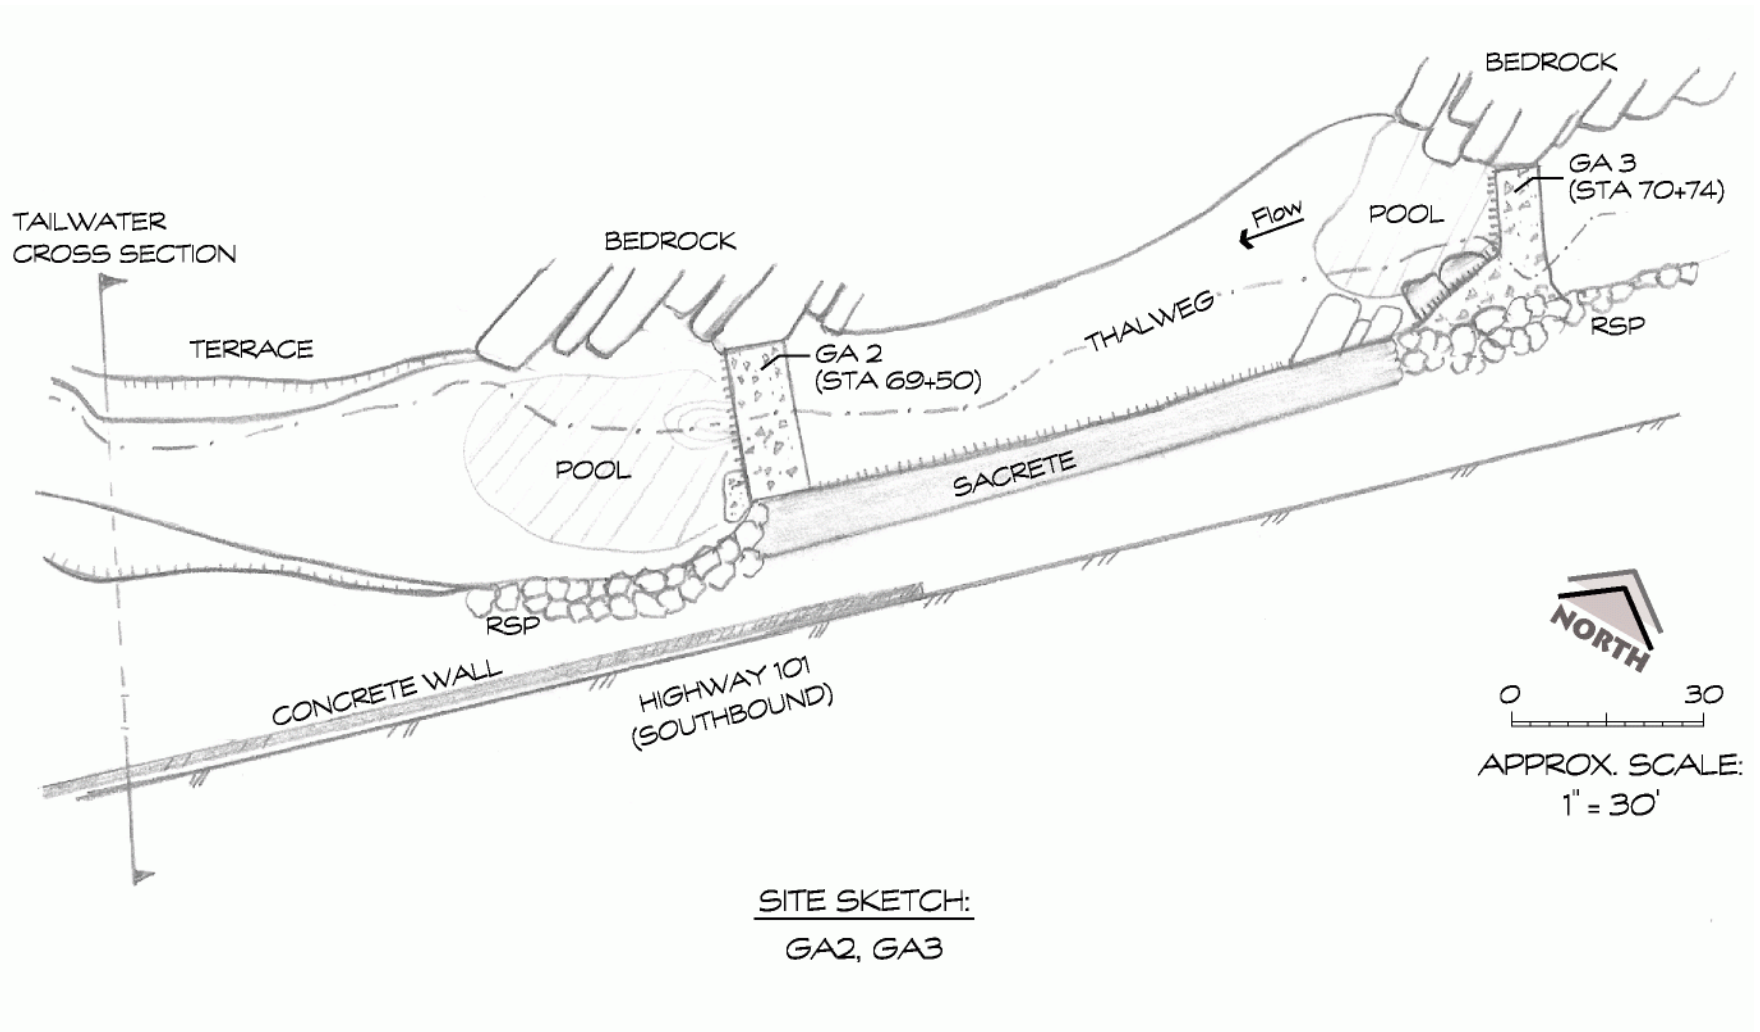 BEDROCK
GA 3
(STA 70+74)
TAILWATER
CROSS SECTION
Flow
POOL
BEDROCK
THALWEG
RSP
TERRACE
GA 2
(STA 69+50)
POOL
SACRETE
RSP
CONCRETE WALL
HIGHWAY 101
(SOUTHBOUND)
NORTH
0 30
APPROX. SCALE:
1" = 30'
SITE SKETCH:
GA2, GA3